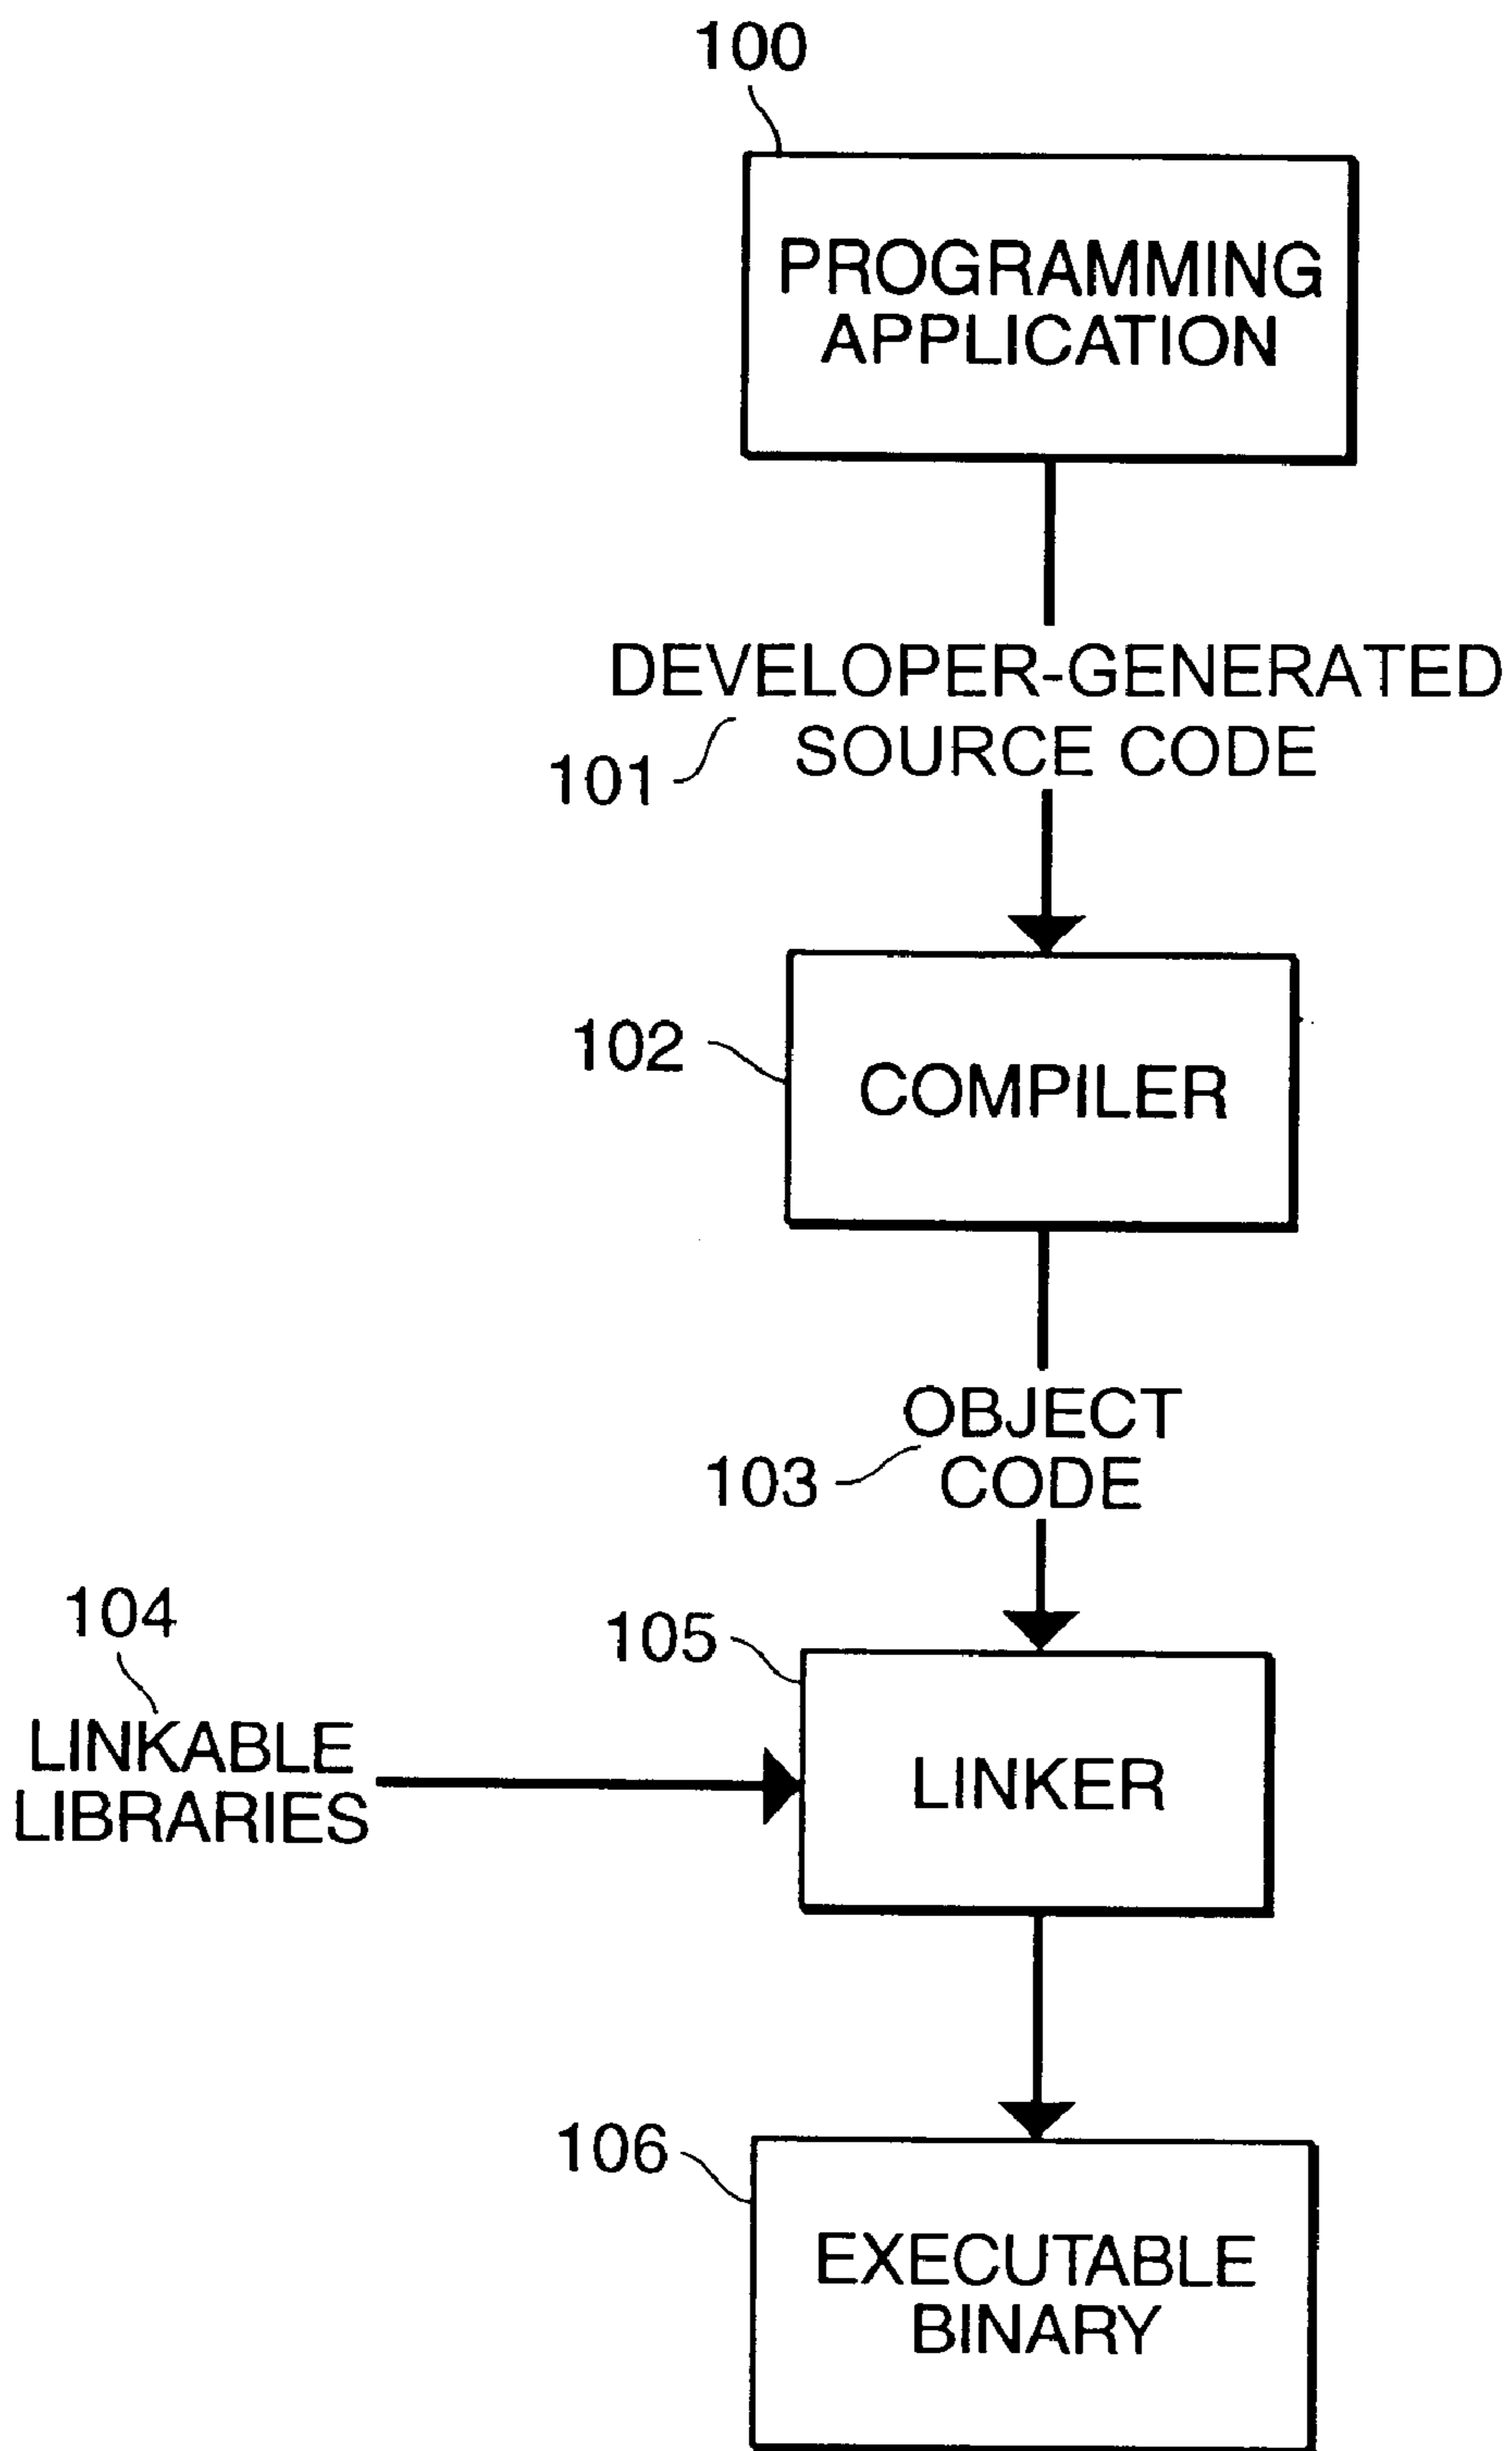 100
PROGRAMMING
APPLICATION
DEVELOPER-GENERATED
SOURCE CODE
101
102
COMPILER
OBJECT
CODE
103
104
LINKABLE
LIBRARIES
105
LINKER
106
EXECUTABLE
BINARY